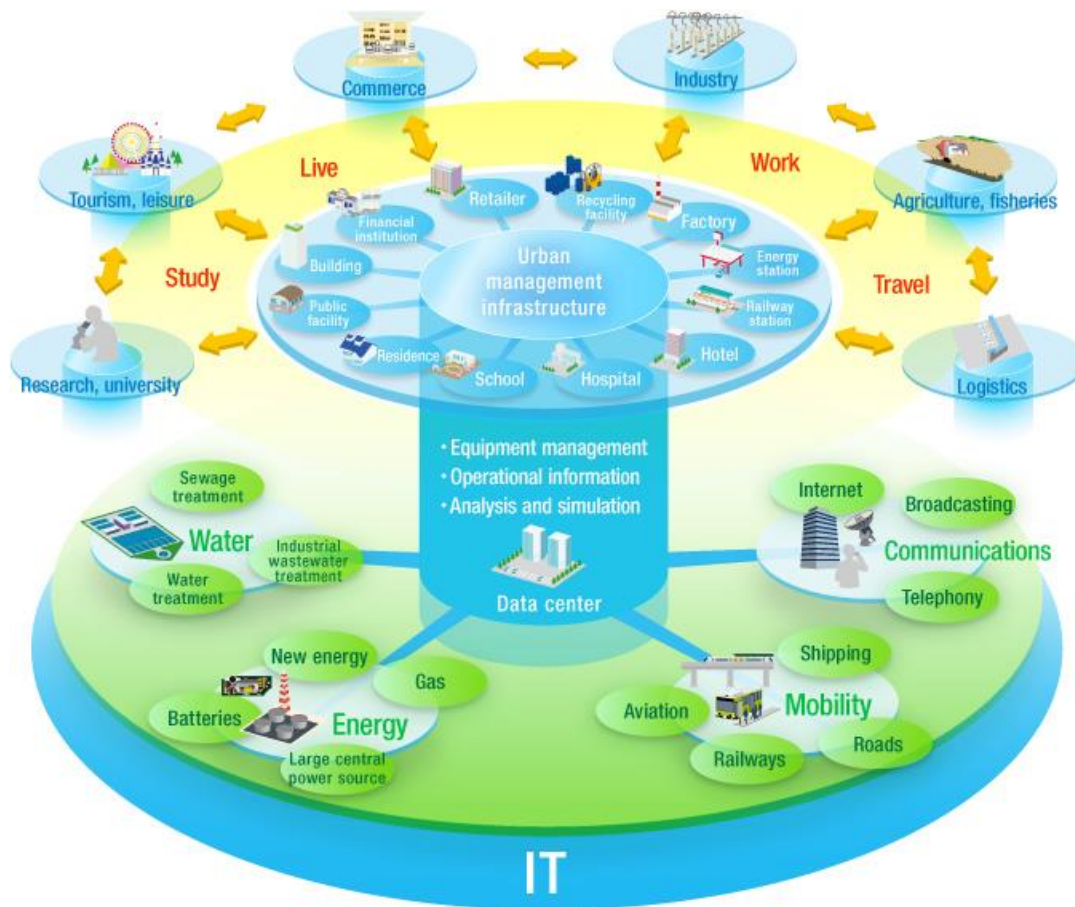 Commerce
Industry
Tourism, leisure
Live
Work
Agriculture, fisheries
Retailer
Recycling
facility
Financial
institution
Factory
Building
Urban
management
infrastructure
Energy
station
Study
Travel
Public
facility
Railway
station
Residence
School
Hospital
Hotel
Research, university
Logistics
• Equipment management
• Operational information
• Analysis and simulation
Data center
Sewage
treatment
Water
Industrial
wastewater
treatment
Water
treatment
Internet
Broadcasting
Communications
Telephony
New energy
Gas
Batteries
Energy
Large central
power source
Shipping
Aviation
Mobility
Railways
Roads
IT